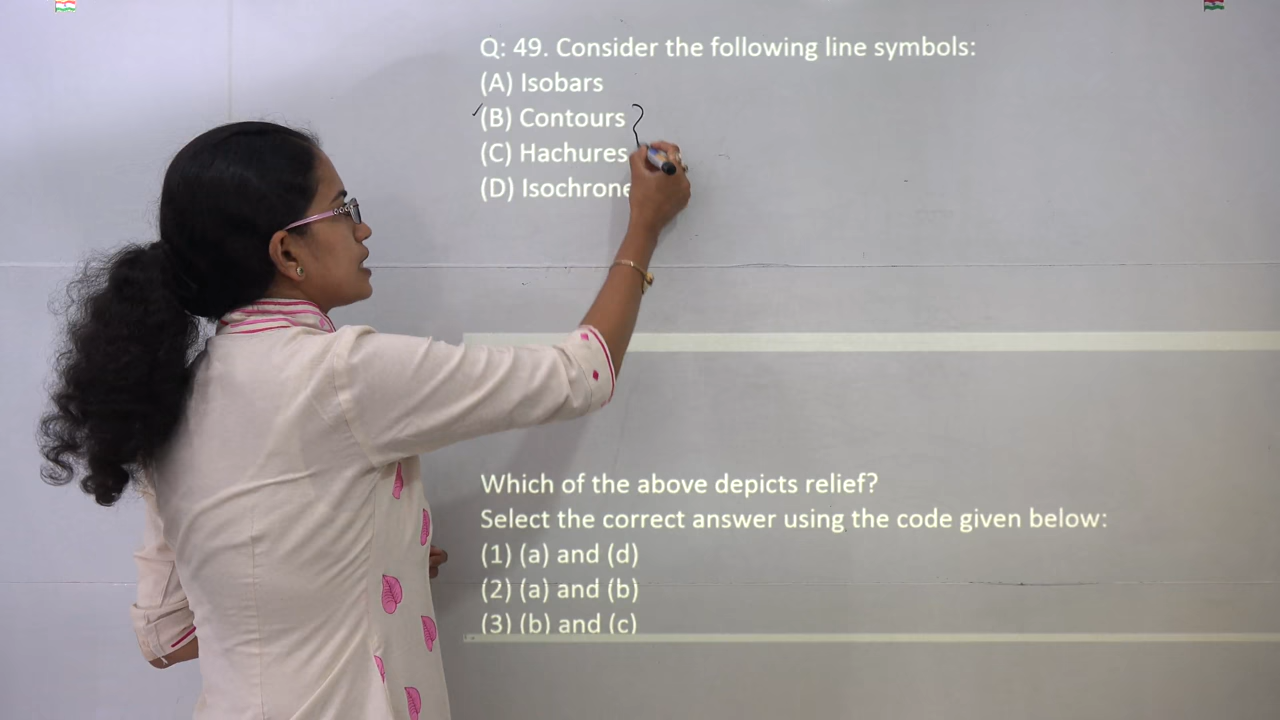 Q: 49. Consider the following line symbols:
(A) Isobars
(B) Contours
(C) Hachures
(D) Isochrone
Which of the above depicts relief?
Select the correct answer using the code given below:
(1) (a) and (d)
(2) (a) and (b)
(3) (b) and (c)